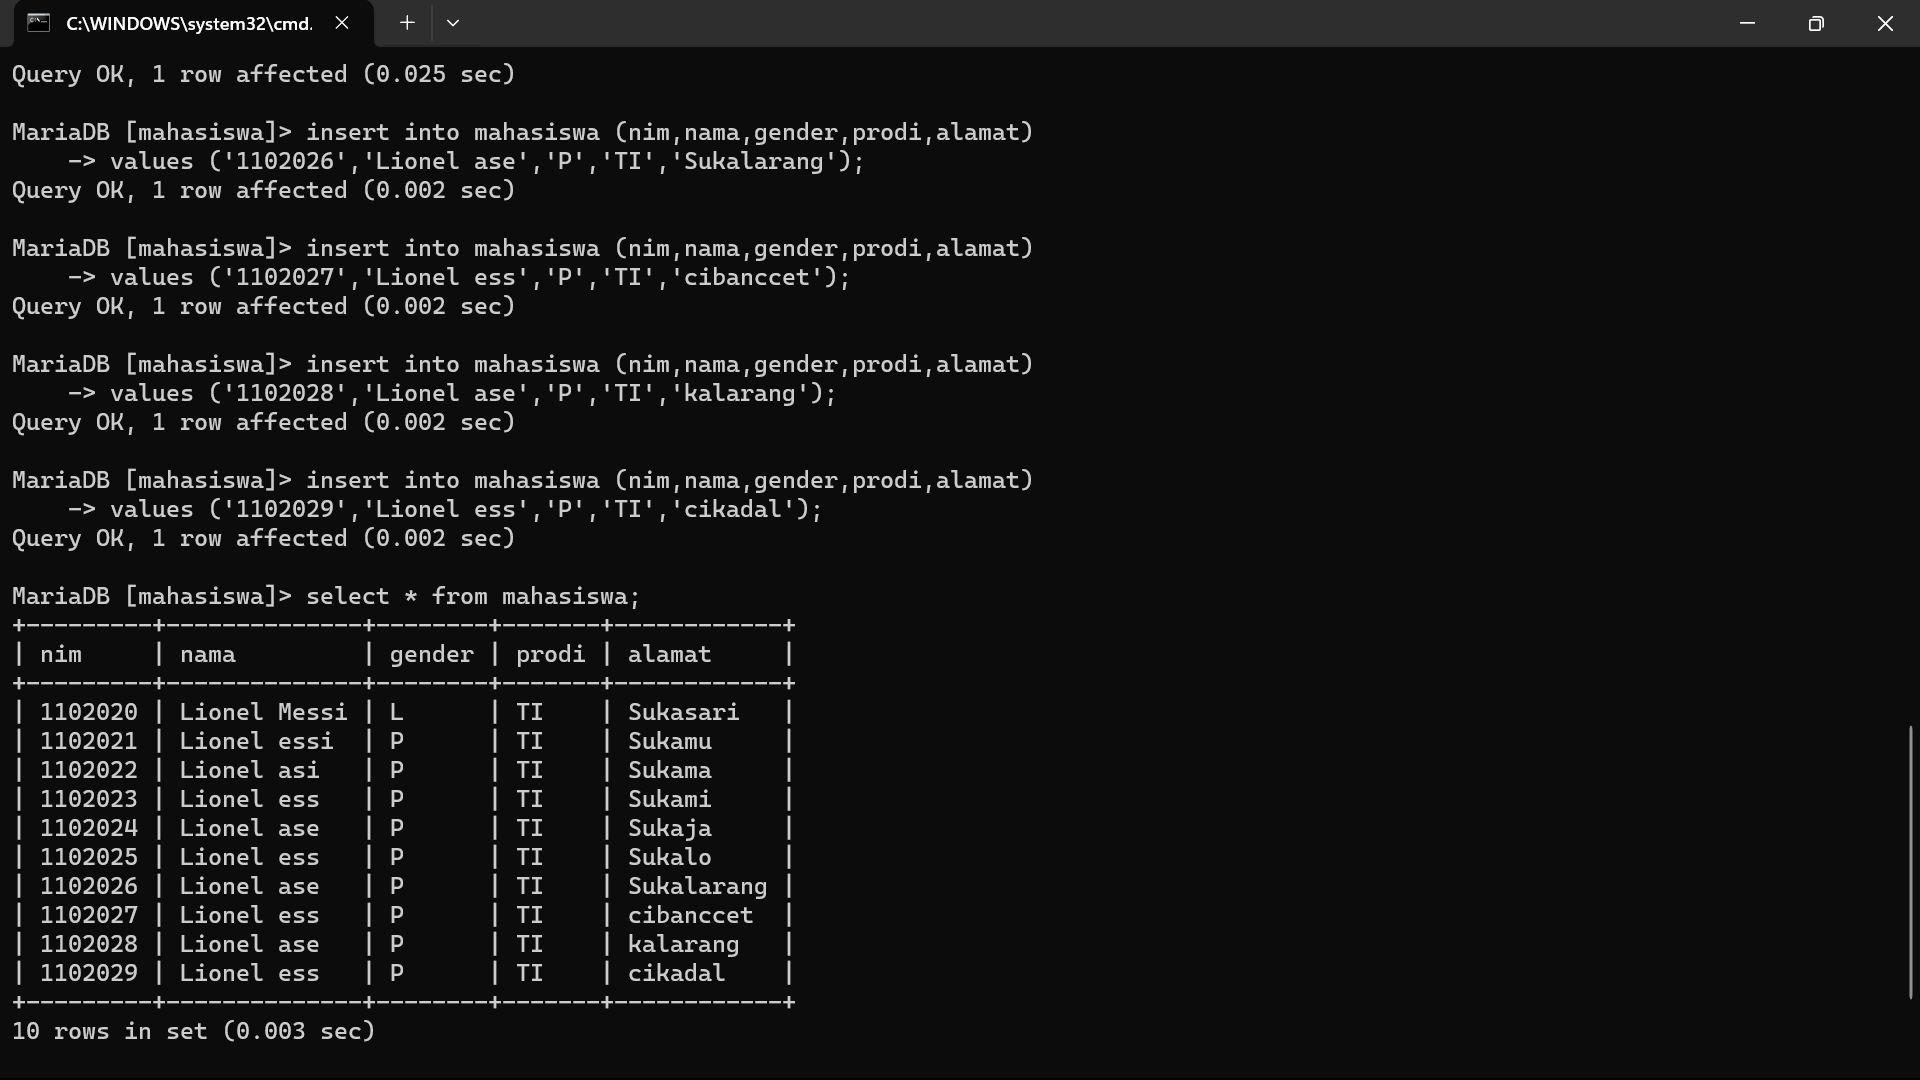 C:\WINDOWS\system32\cmd.
Query OK, 1 row affected (0.025 sec)
MariaDB [mahasiswa]> insert into mahasiswa (nim,nama,gender,prodi,alamat)
    -> values ('1102026','Lionel ase','P','TI','Sukalarang');
Query OK, 1 row affected (0.002 sec)
MariaDB [mahasiswa]> insert into mahasiswa (nim,nama,gender,prodi,alamat)
    -> values ('1102027','Lionel ess','P','TI','cibanccet');
Query OK, 1 row affected (0.002 sec)
MariaDB [mahasiswa]> insert into mahasiswa (nim,nama,gender,prodi,alamat)
    -> values ('1102028','Lionel ase','P','TI','kalarang');
Query OK, 1 row affected (0.002 sec)
MariaDB [mahasiswa]> insert into mahasiswa (nim,nama,gender,prodi,alamat)
    -> values ('1102029','Lionel ess','P','TI','cikadal');
Query OK, 1 row affected (0.002 sec)
MariaDB [mahasiswa]> select * from mahasiswa;
+---------+--------------+--------+-------+------------+
| nim     | nama         | gender | prodi | alamat     |
+---------+--------------+--------+-------+------------+
| 1102020 | Lionel Messi | L      | TI    | Sukasari   |
| 1102021 | Lionel essi  | P      | TI    | Sukamu     |
| 1102022 | Lionel asi   | P      | TI    | Sukama     |
| 1102023 | Lionel ess   | P      | TI    | Sukami     |
| 1102024 | Lionel ase   | P      | TI    | Sukaja     |
| 1102025 | Lionel ess   | P      | TI    | Sukalo     |
| 1102026 | Lionel ase   | P      | TI    | Sukalarang |
| 1102027 | Lionel ess   | P      | TI    | cibanccet  |
| 1102028 | Lionel ase   | P      | TI    | kalarang   |
| 1102029 | Lionel ess   | P      | TI    | cikadal    |
+---------+--------------+--------+-------+------------+
10 rows in set (0.003 sec)